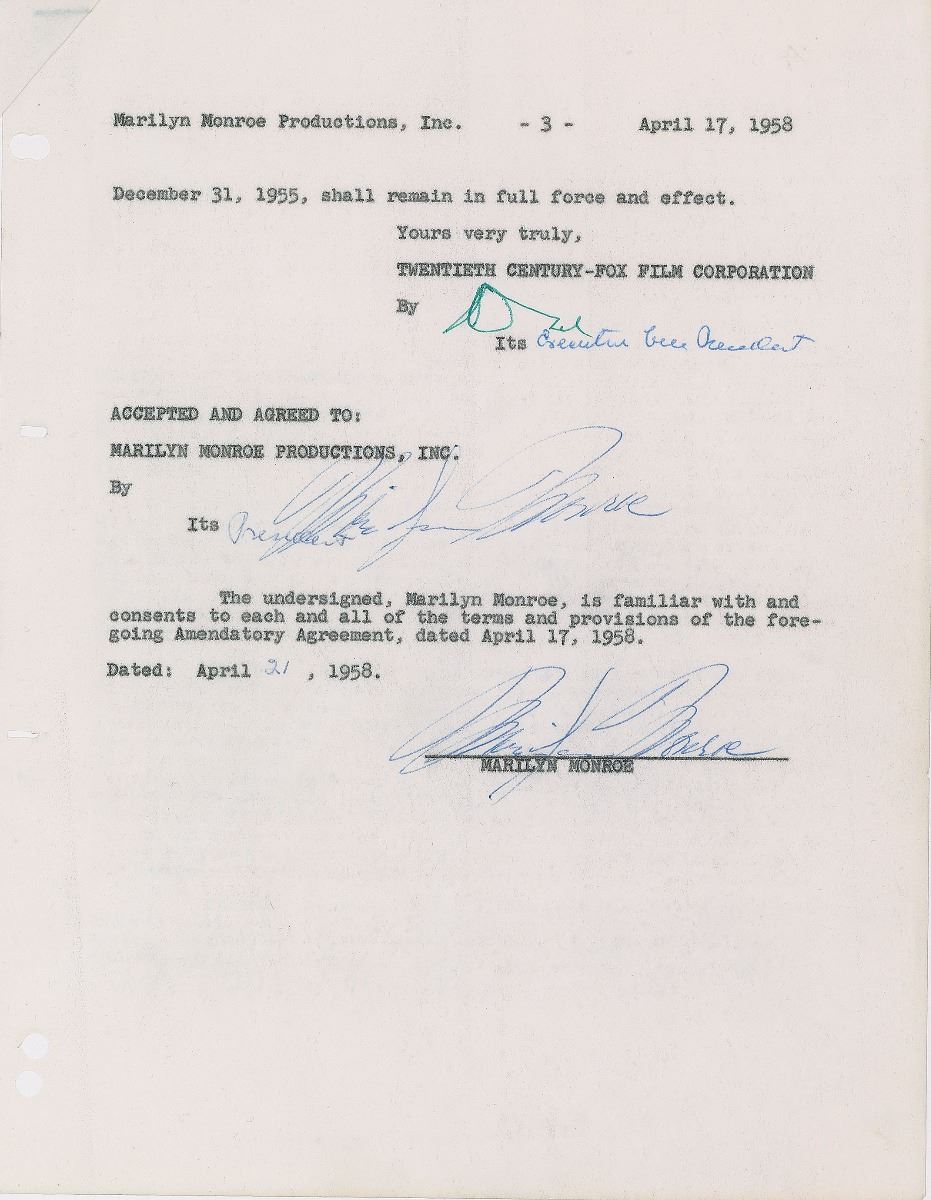 Marilyn Monroe Productions, Inc. - 3 - April 17, 1958
December 31, 1955, shall remain in full force and effect.
Yours very truly,
TWENTIETH CENTURY-FOX FILM CORPORATION
By
Its Executive Vice President
ACCEPTED AND AGREED TO:
MARILYN MONROE PRODUCTIONS, INC.
By Marilyn Monroe
Its President
The undersigned, Marilyn Monroe, is familiar with and
consents to each and all of the terms and provisions of the fore-
going Amendatory Agreement, dated April 17, 1958.
Dated: April 21, 1958.
Marilyn Monroe
MARILYN MONROE